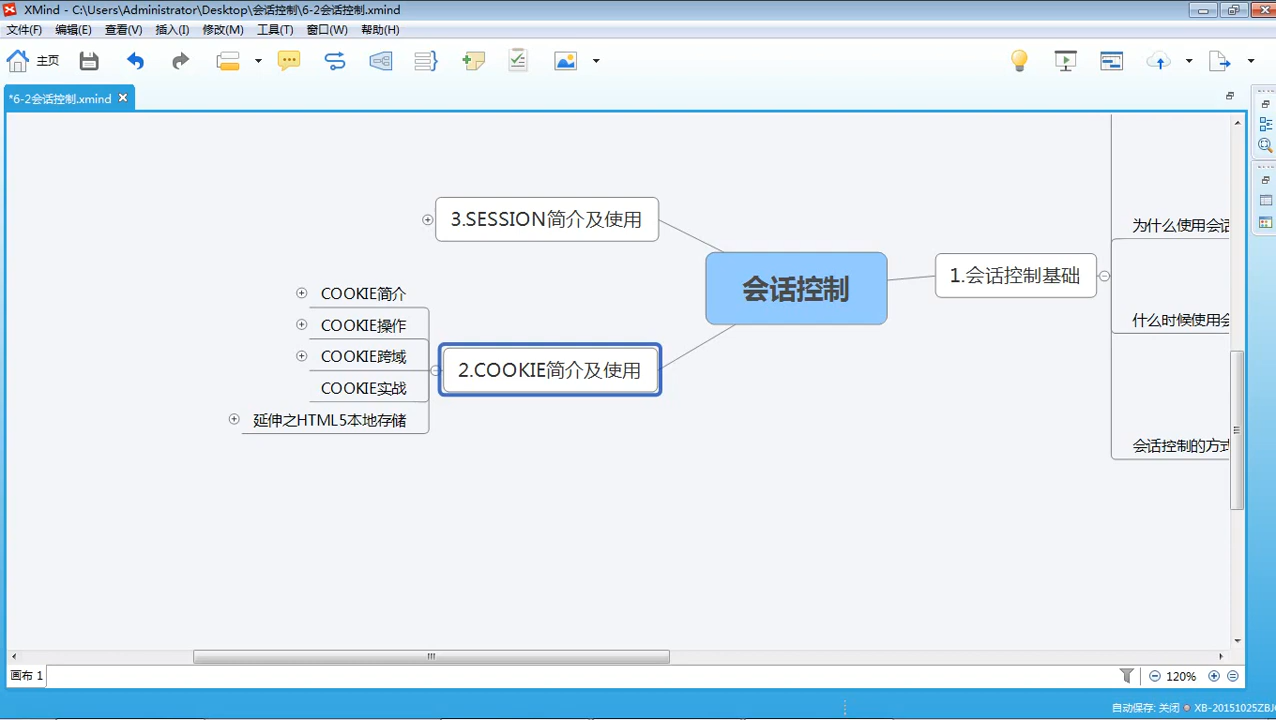 XMind - C:\Users\Administrator\Desktop\会话控制\6-2会话控制.xmind
文件(F) 编辑(E) 查看(V) 插入(I) 修改(M) 工具(T) 窗口(W) 帮助(H)
主页
*6-2会话控制.xmind
3.SESSION简介及使用
为什么使用会话
会话控制
1.会话控制基础
COOKIE简介
COOKIE操作
什么时候使用会
COOKIE跨域
2.COOKIE简介及使用
COOKIE实战
延伸之HTML5本地存储
会话控制的方式
画布 1
120%
自动保存: 关闭
XB-20151025ZBJ